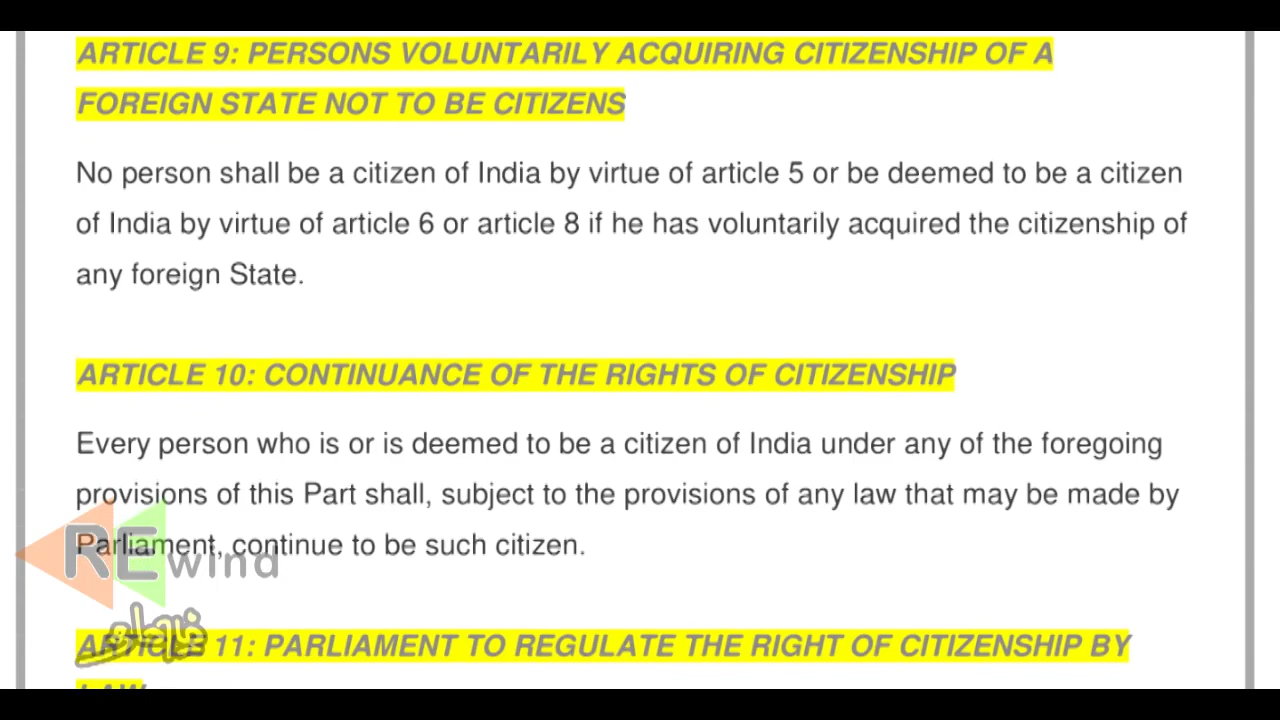 ARTICLE 9: PERSONS VOLUNTARILY ACQUIRING CITIZENSHIP OF A
FOREIGN STATE NOT TO BE CITIZENS
No person shall be a citizen of India by virtue of article 5 or be deemed to be a citizen
of India by virtue of article 6 or article 8 if he has voluntarily acquired the citizenship of
any foreign State.
ARTICLE 10: CONTINUANCE OF THE RIGHTS OF CITIZENSHIP
Every person who is or is deemed to be a citizen of India under any of the foregoing
provisions of this Part shall, subject to the provisions of any law that may be made by
Parliament, continue to be such citizen.
REwind
ARTICLE 11: PARLIAMENT TO REGULATE THE RIGHT OF CITIZENSHIP BY
LAW